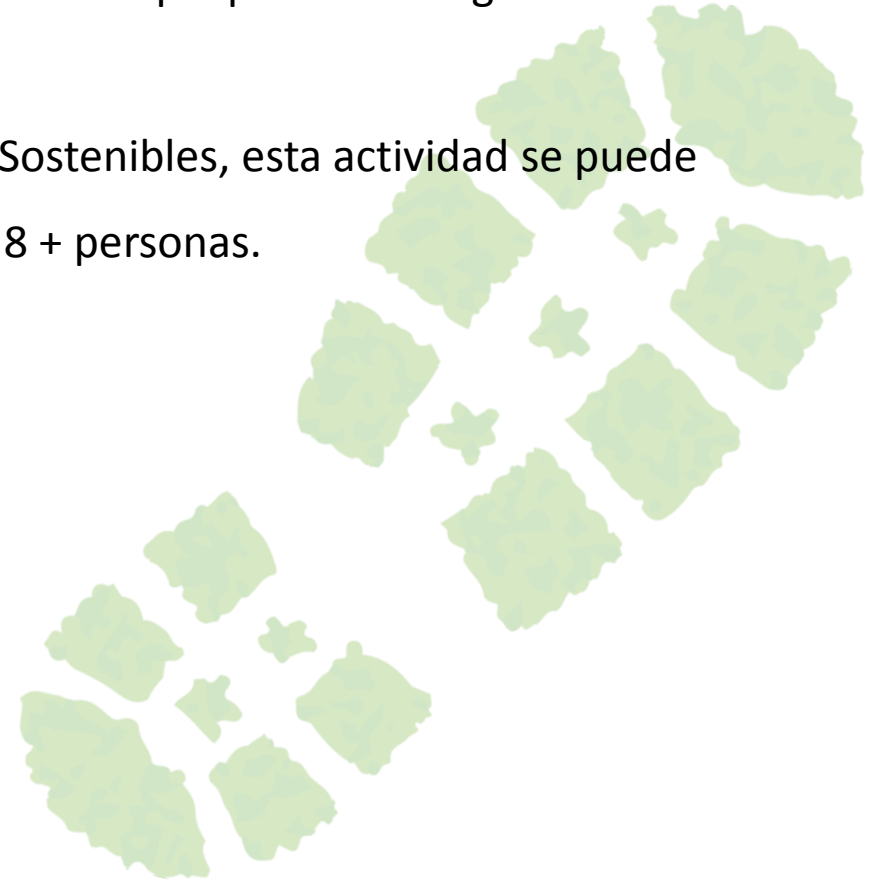 Sostenibles, esta actividad se puede
8 + personas.